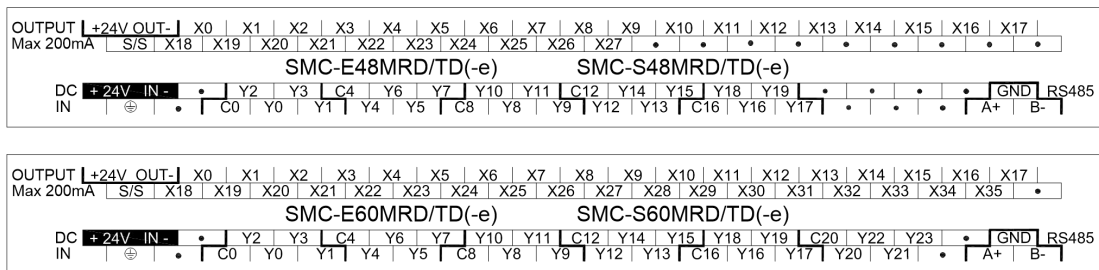 OUTPUT +24V OUT- X0 X1 X2 X3 X4 X5 X6 X7 X8 X9 X10 X11 X12 X13 X14 X15 X16 X17
Max 200mA S/S X18 X19 X20 X21 X22 X23 X24 X25 X26 X27 • • • • • • • • •
SMC-E48MRD/TD(-e) SMC-S48MRD/TD(-e)
DC + 24V IN - • Y2 Y3 C4 Y6 Y7 Y10 Y11 C12 Y14 Y15 Y18 Y19 • • • • GND RS485
IN ⏚ • C0 Y0 Y1 Y4 Y5 C8 Y8 Y9 Y12 Y13 C16 Y16 Y17 • • • A+ B-
OUTPUT +24V OUT- X0 X1 X2 X3 X4 X5 X6 X7 X8 X9 X10 X11 X12 X13 X14 X15 X16 X17
Max 200mA S/S X18 X19 X20 X21 X22 X23 X24 X25 X26 X27 X28 X29 X30 X31 X32 X33 X34 X35 •
SMC-E60MRD/TD(-e) SMC-S60MRD/TD(-e)
DC + 24V IN - • Y2 Y3 C4 Y6 Y7 Y10 Y11 C12 Y14 Y15 Y18 Y19 C20 Y22 Y23 • GND RS485
IN ⏚ • C0 Y0 Y1 Y4 Y5 C8 Y8 Y9 Y12 Y13 C16 Y16 Y17 Y20 Y21 • A+ B-